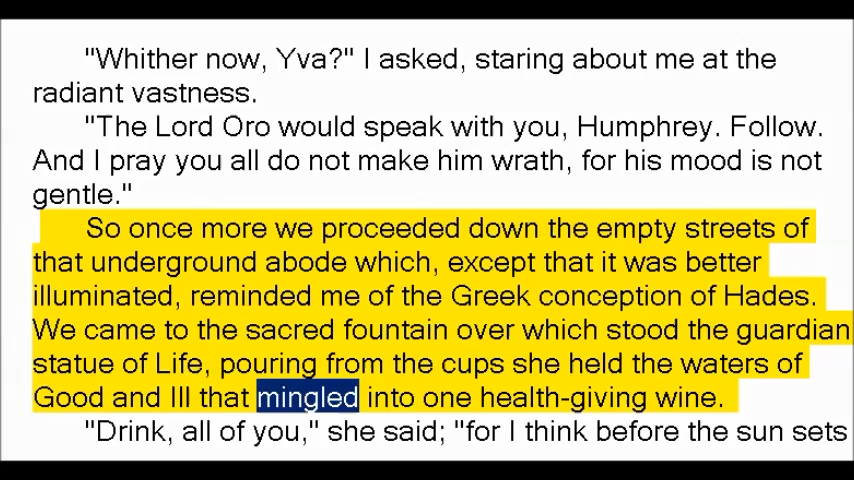 "Whither now, Yva?" I asked, staring about me at the
radiant vastness.
"The Lord Oro would speak with you, Humphrey. Follow.
And I pray you all do not make him wrath, for his mood is not
gentle."
So once more we proceeded down the empty streets of
that underground abode which, except that it was better
illuminated, reminded me of the Greek conception of Hades.
We came to the sacred fountain over which stood the guardian
statue of Life, pouring from the cups she held the waters of
Good and Ill that mingled into one health-giving wine.
"Drink, all of you," she said; "for I think before the sun sets